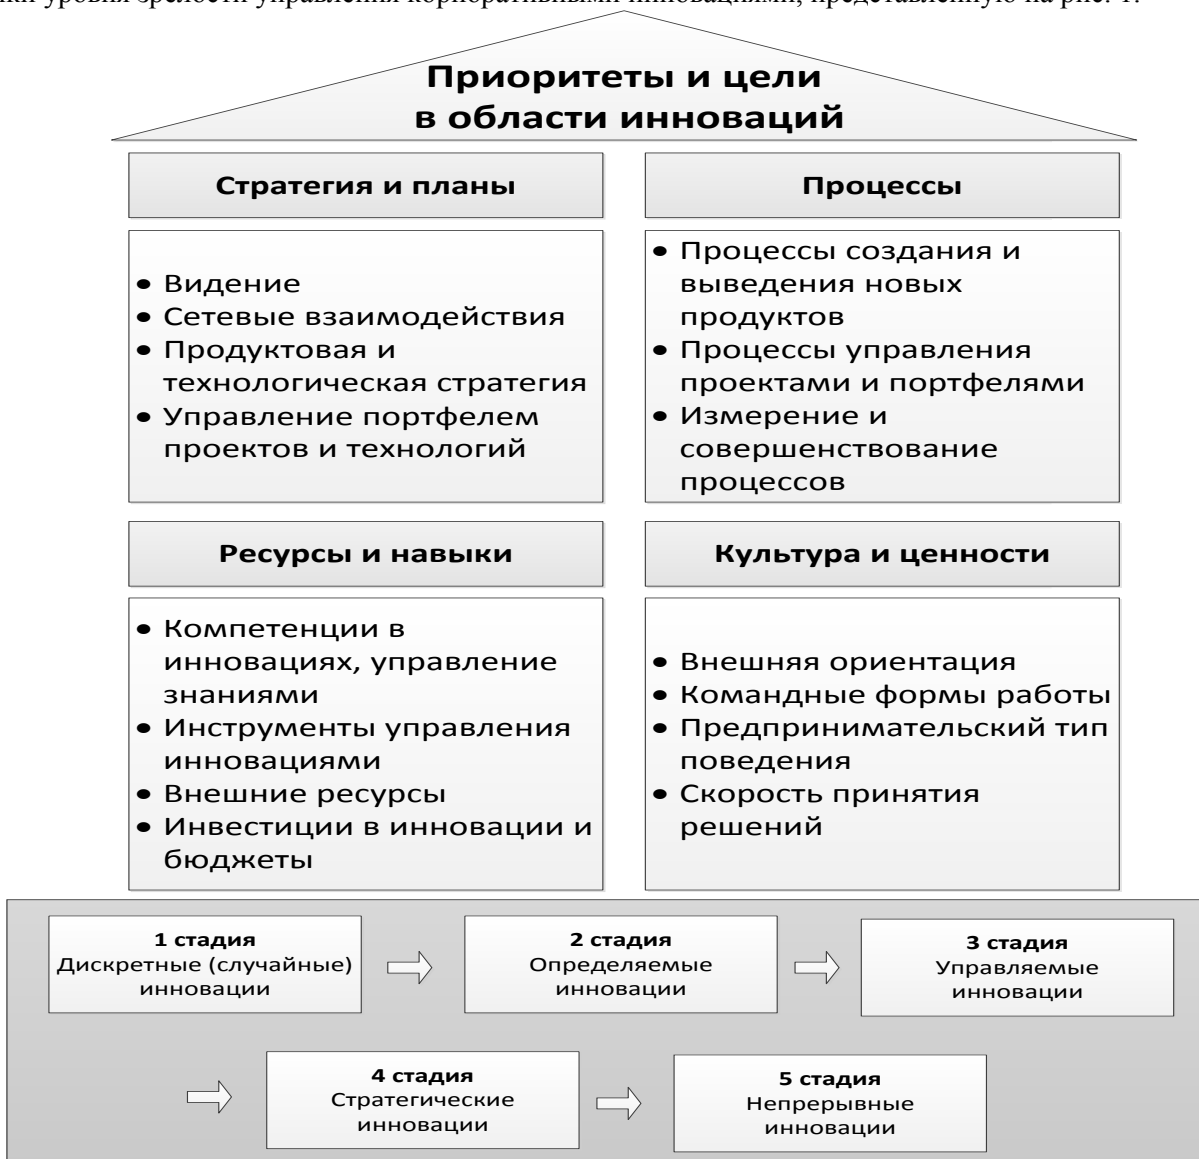 уровня зрелости управления корпоративными инновациями, представленную на рис. 1.
Приоритеты и цели
в области инноваций
Стратегия и планы
• Видение
• Сетевые взаимодействия
• Продуктовая и
технологическая стратегия
• Управление портфелем
проектов и технологий
Процессы
• Процессы создания и
выведения новых
продуктов
• Процессы управления
проектами и портфелями
• Измерение и
совершенствование
процессов
Ресурсы и навыки
• Компетенции в
инновациях, управление
знаниями
• Инструменты управления
инновациями
• Внешние ресурсы
• Инвестиции в инновации и
бюджеты
Культура и ценности
• Внешняя ориентация
• Командные формы работы
• Предпринимательский тип
поведения
• Скорость принятия
решений
1 стадия
Дискретные (случайные)
инновации
2 стадия
Определяемые
инновации
3 стадия
Управляемые
инновации
4 стадия
Стратегические
инновации
5 стадия
Непрерывные
инновации